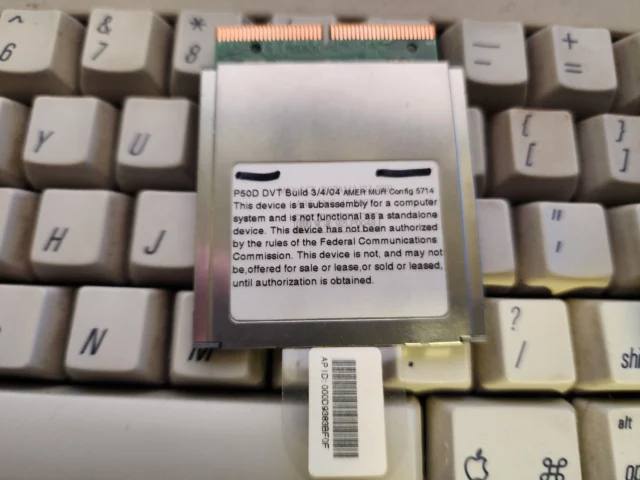 ^
6
&
7
*
8
—
-
+
=
Y
U
{
[
}
]
H
J
"
'
N
M
?
/
shi
alt
op
⌘
P50D DVT Build 3/4/04 AMER MUR Config 5714
This device is a subassembly for a computer
system and is not functional as a standalone
device. This device has not been authorized
by the rules of the Federal Communications
Commission. This device is not, and may not
be,offered for sale or lease,or sold or leased,
until authorization is obtained.